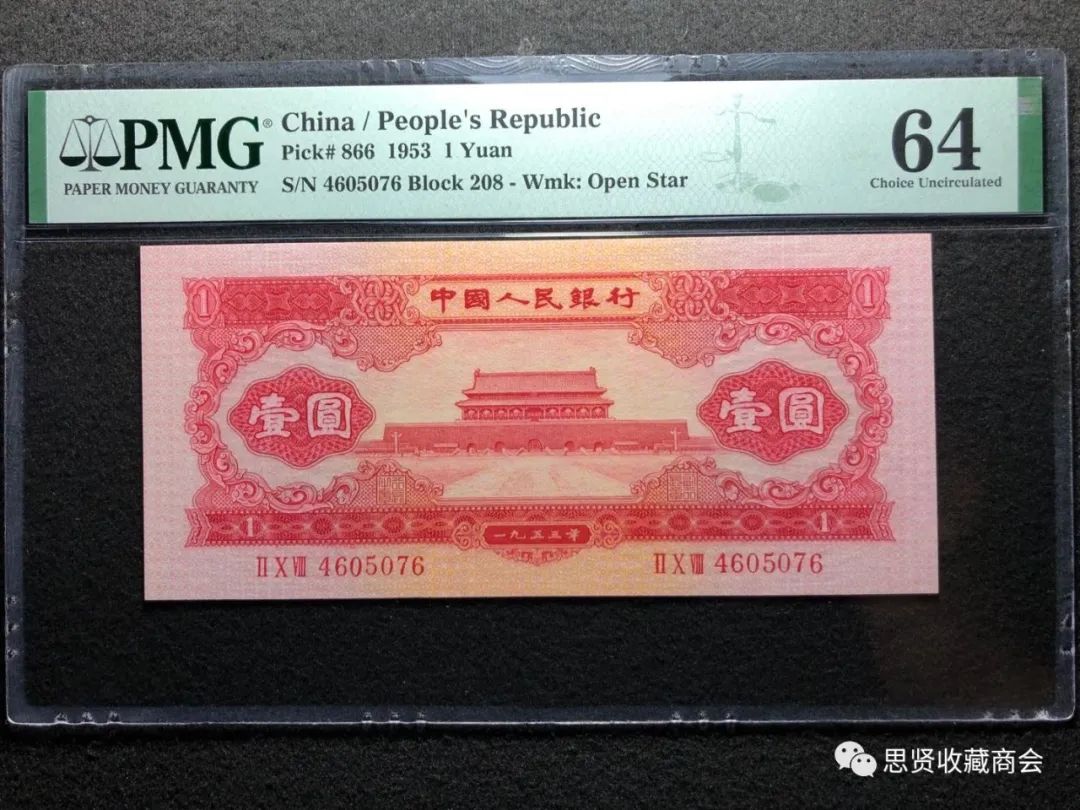 PMG®
PAPER MONEY GUARANTY
China / People's Republic
Pick# 866 1953 1 Yuan
S/N 4605076 Block 208 - Wmk: Open Star
64
Choice Uncirculated
1
中國人民銀行
1
壹圓
壹圓
1
一九五三年
1
ⅡⅩⅧ 4605076
ⅡⅩⅧ 4605076
思贤收藏商会